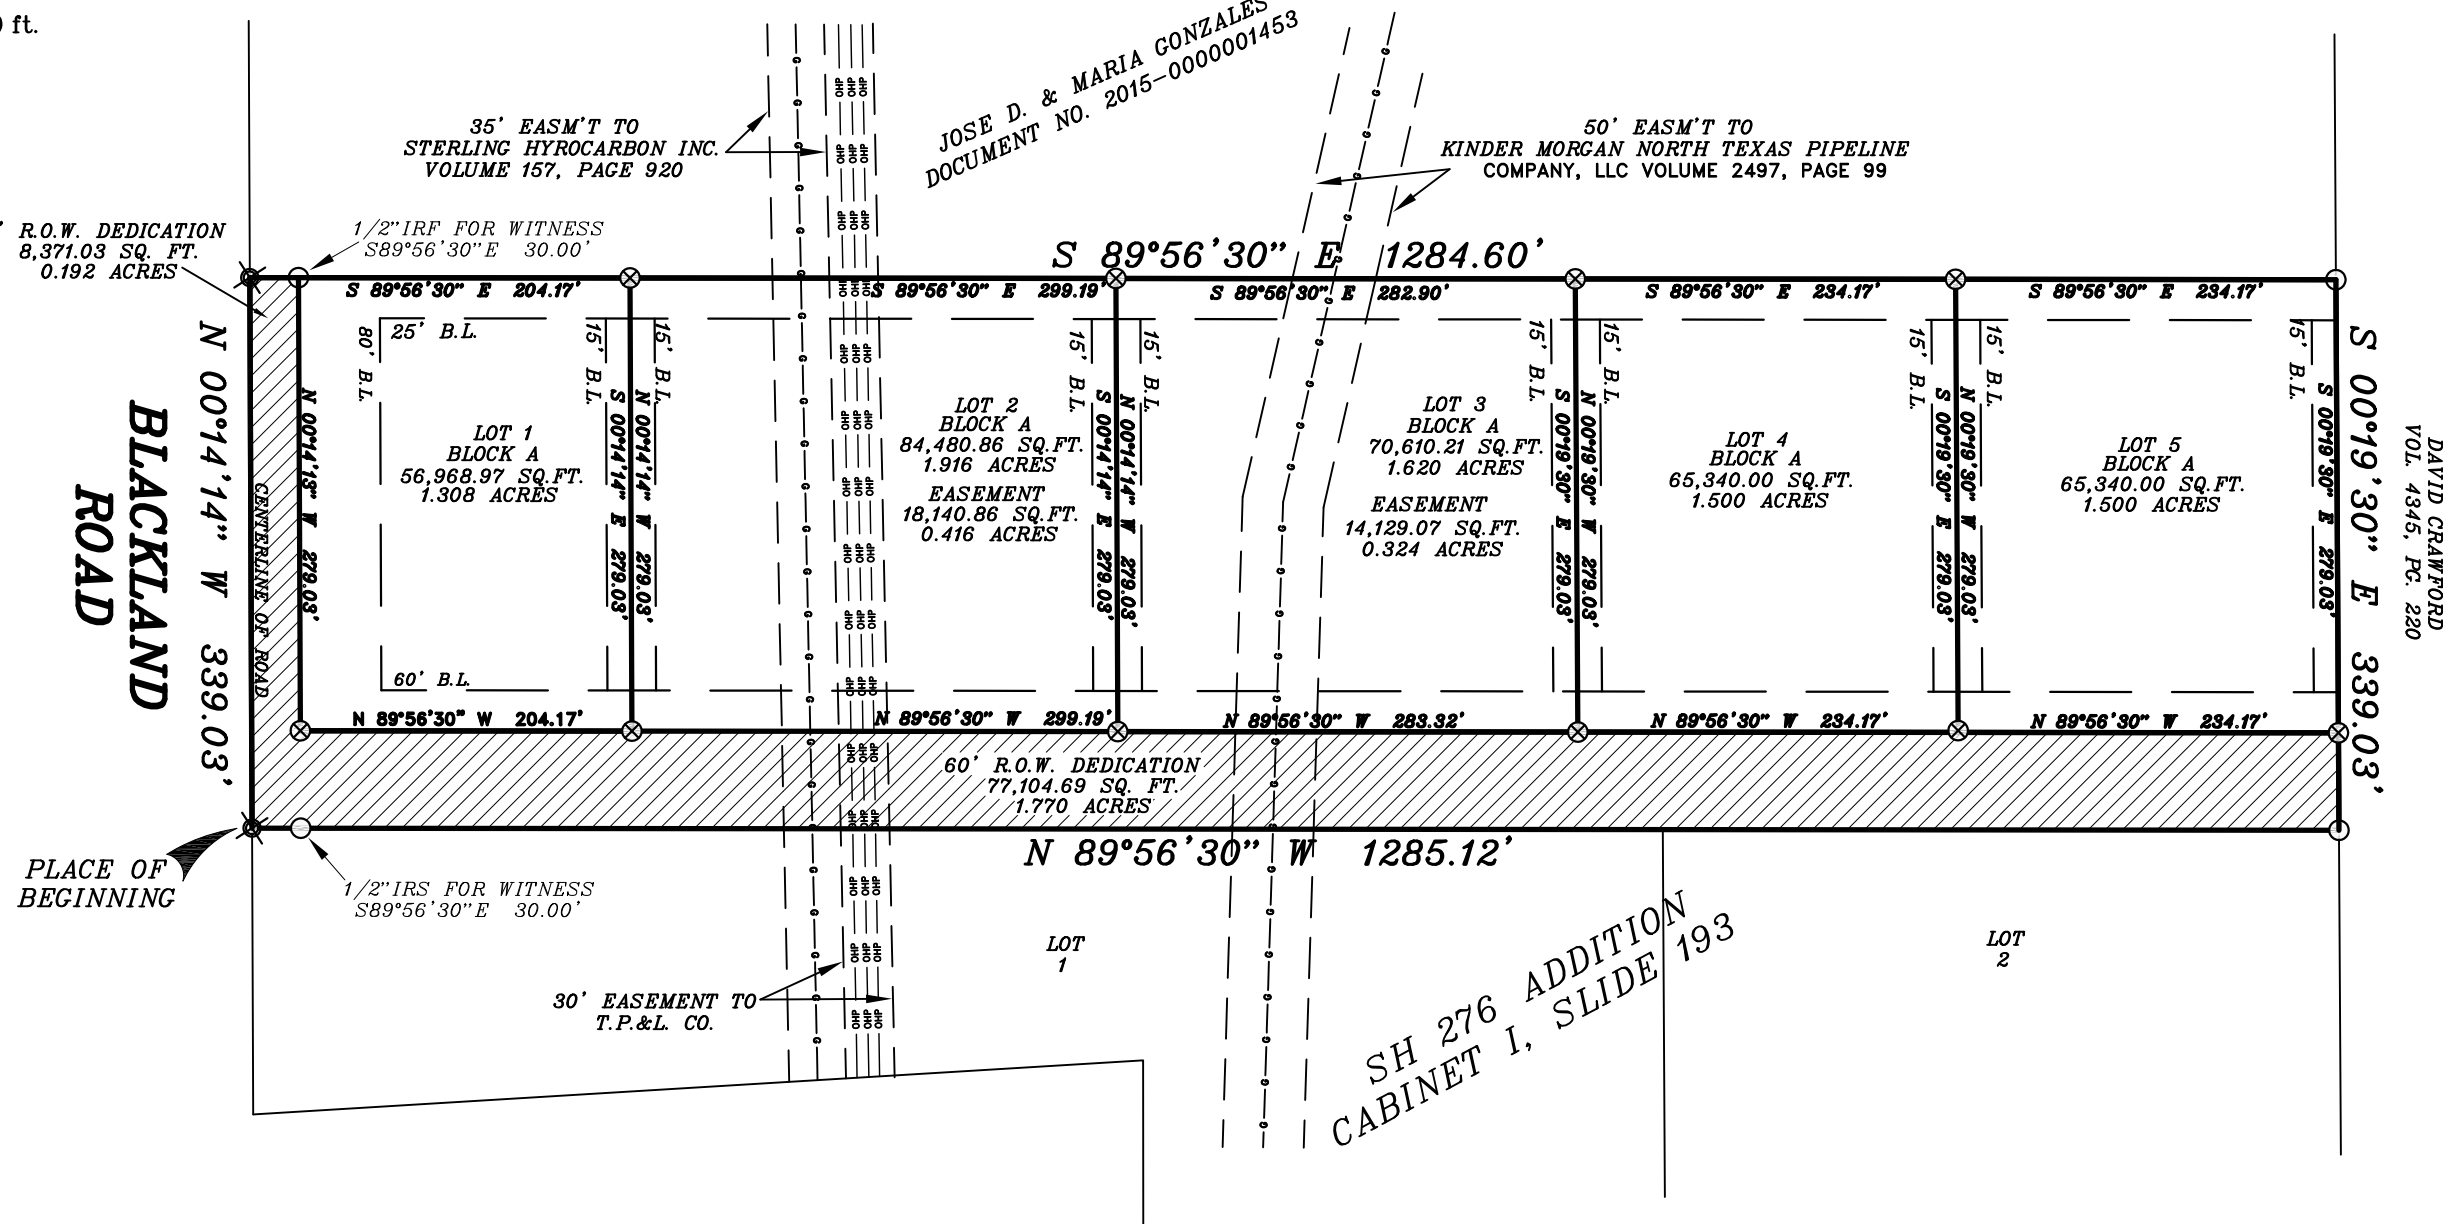 ft.
JOSE D. & MARIA GONZALES
DOCUMENT NO. 2015-0000001453
35' EASM'T TO
STERLING HYROCARBON INC.
VOLUME 157, PAGE 920
50' EASM'T TO
KINDER MORGAN NORTH TEXAS PIPELINE
COMPANY, LLC VOLUME 2497, PAGE 99
' R.O.W. DEDICATION
8,371.03 SQ. FT.
0.192 ACRES
1/2"IRF FOR WITNESS
S89°56'30"E 30.00'
S 89°56'30" E 1284.60'
S 89°56'30" E 204.17'
S 89°56'30" E 299.19'
S 89°56'30" E 282.90'
S 89°56'30" E 234.17'
S 89°56'30" E 234.17'
BLACKLAND
ROAD
N 00°14'14" W 339.03'
CENTERLINE OF ROAD
N 00°14'13" W 279.03'
80' B.L.
25' B.L.
LOT 1
BLOCK A
56,968.97 SQ.FT.
1.308 ACRES
60' B.L.
15' B.L.
S 00°14'14" E 279.03'
N 00°14'14" W 279.03'
15' B.L.
LOT 2
BLOCK A
84,480.86 SQ.FT.
1.916 ACRES
EASEMENT
18,140.86 SQ.FT.
0.416 ACRES
15' B.L.
S 00°14'14" E 279.03'
N 00°14'14" W 279.03'
15' B.L.
LOT 3
BLOCK A
70,610.21 SQ.FT.
1.620 ACRES
EASEMENT
14,129.07 SQ.FT.
0.324 ACRES
15' B.L.
S 00°19'30" E 279.03'
N 00°19'30" W 279.03'
15' B.L.
LOT 4
BLOCK A
65,340.00 SQ.FT.
1.500 ACRES
15' B.L.
S 00°19'30" E 279.03'
N 00°19'30" W 279.03'
15' B.L.
LOT 5
BLOCK A
65,340.00 SQ.FT.
1.500 ACRES
15' B.L.
S 00°19'30" E 279.03'
S 00°19'30" E 339.03'
DAVID CRAWFORD
VOL. 4345, PG. 220
N 89°56'30" W 204.17'
N 89°56'30" W 299.19'
N 89°56'30" W 283.32'
N 89°56'30" W 234.17'
N 89°56'30" W 234.17'
60' R.O.W. DEDICATION
77,104.69 SQ. FT.
1.770 ACRES
N 89°56'30" W 1285.12'
PLACE OF
BEGINNING
1/2"IRS FOR WITNESS
S89°56'30"E 30.00'
30' EASEMENT TO
T.P.&L. CO.
LOT
1
SH 276 ADDITION
CABINET I, SLIDE 193
LOT
2